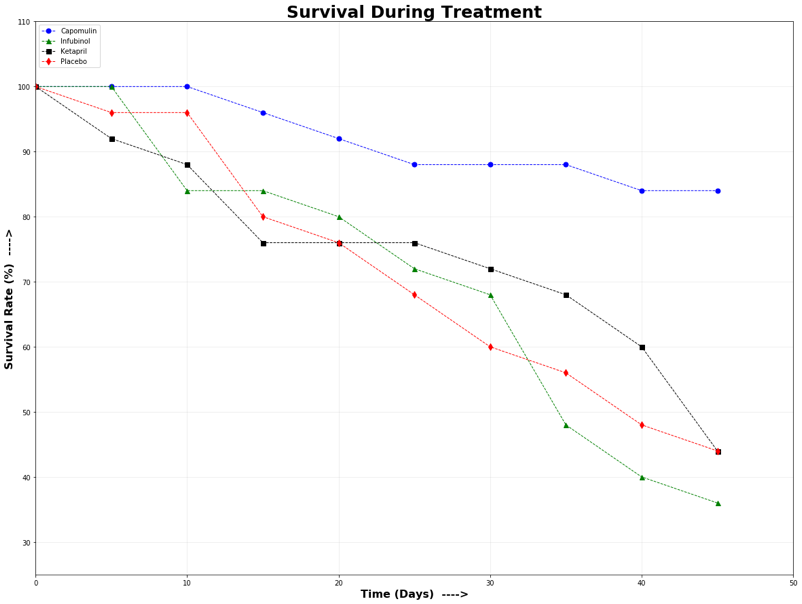 Survival During Treatment
110
100
90
80
70
60
50
40
30
Capomulin
Infubinol
Ketapril
Placebo
Survival Rate (%) ---->
0 10 20 30 40 50
Time (Days) ---->